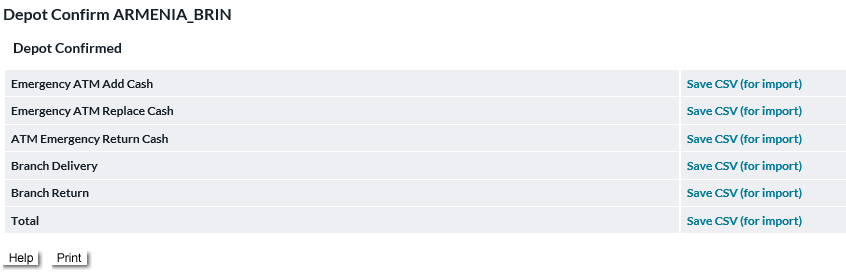 Depot Confirm ARMENIA_BRIN
Depot Confirmed
Emergency ATM Add Cash Save CSV (for import)
Emergency ATM Replace Cash Save CSV (for import)
ATM Emergency Return Cash Save CSV (for import)
Branch Delivery Save CSV (for import)
Branch Return Save CSV (for import)
Total Save CSV (for import)
Help Print